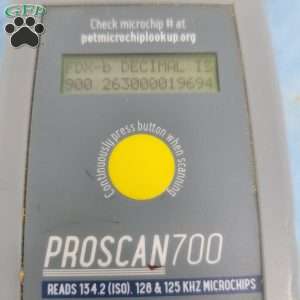 GFP
Check microchip # at
petmicrochiplookup.org
FDX-b DECIMAL IS
900 263000019694
Continuously press button when scanning
PROSCAN700
READS 134.2 (ISO), 128 & 125 KHZ MICROCHIPS